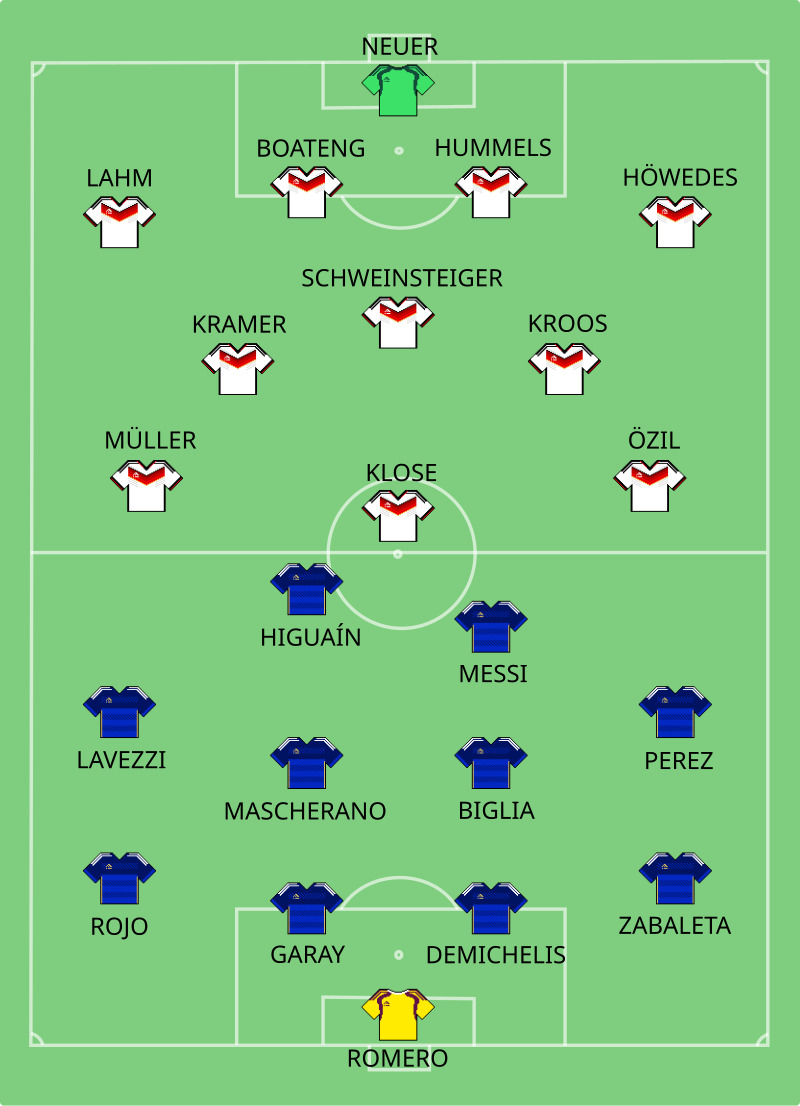 NEUER
BOATENG
HUMMELS
LAHM
HÖWEDES
SCHWEINSTEIGER
KRAMER
KROOS
MÜLLER
ÖZIL
KLOSE
HIGUAÍN
MESSI
LAVEZZI
PEREZ
MASCHERANO
BIGLIA
ROJO
ZABALETA
GARAY
DEMICHELIS
ROMERO